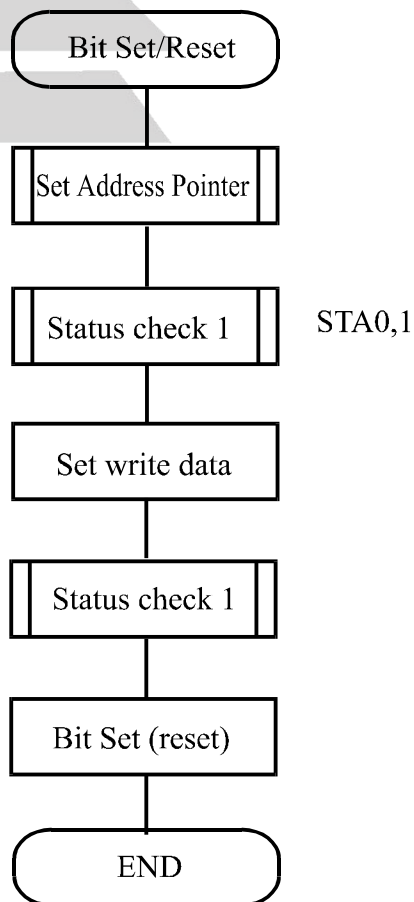 Bit Set/Reset
Set Address Pointer
Status check 1
STA0,1
Set write data
Status check 1
Bit Set (reset)
END